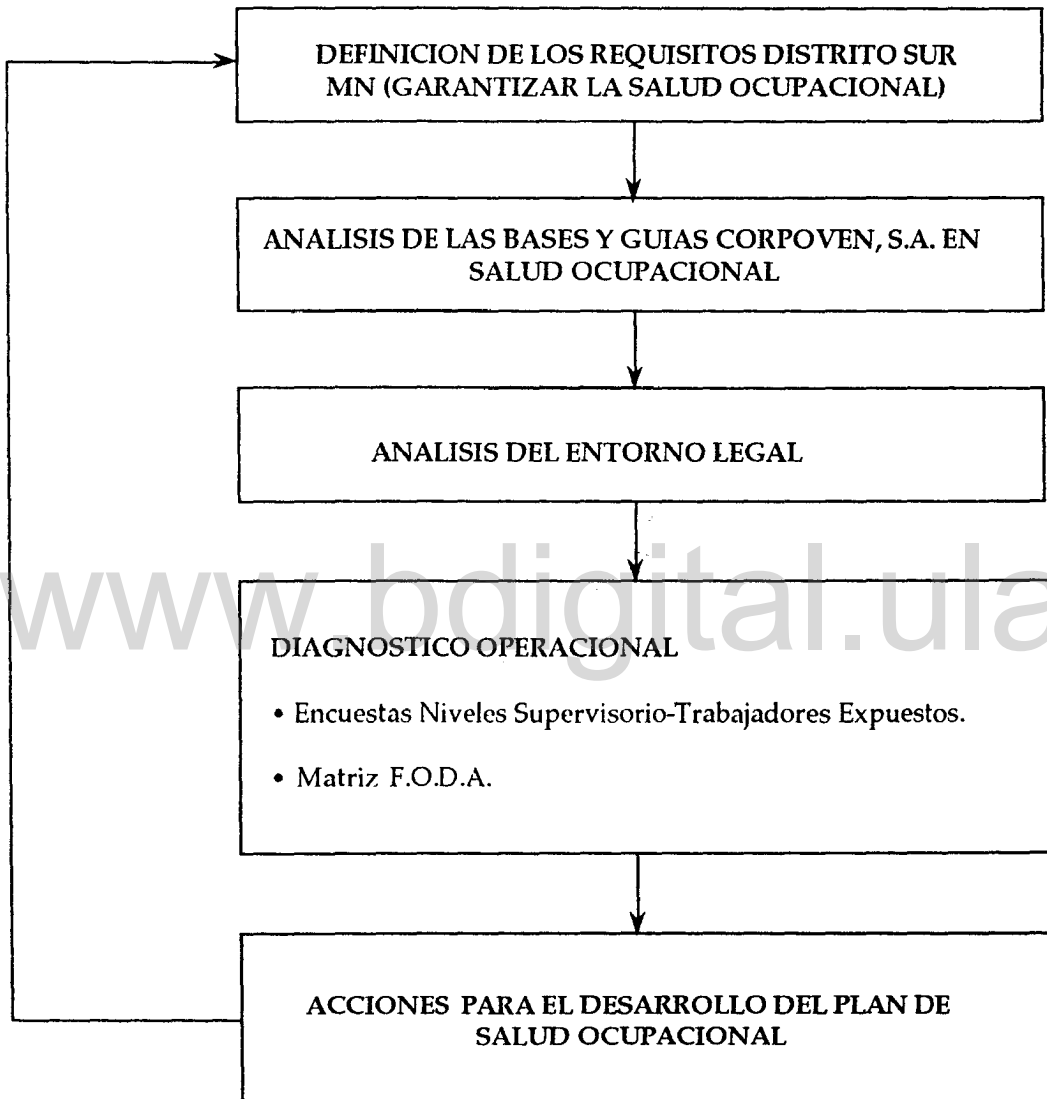 DEFINICION DE LOS REQUISITOS DISTRITO SUR
MN (GARANTIZAR LA SALUD OCUPACIONAL)
ANALISIS DE LAS BASES Y GUIAS CORPOVEN, S.A. EN
SALUD OCUPACIONAL
ANALISIS DEL ENTORNO LEGAL
www.bdigital.ula
DIAGNOSTICO OPERACIONAL
• Encuestas Niveles Supervisorio-Trabajadores Expuestos.
• Matriz F.O.D.A.
ACCIONES PARA EL DESARROLLO DEL PLAN DE
SALUD OCUPACIONAL